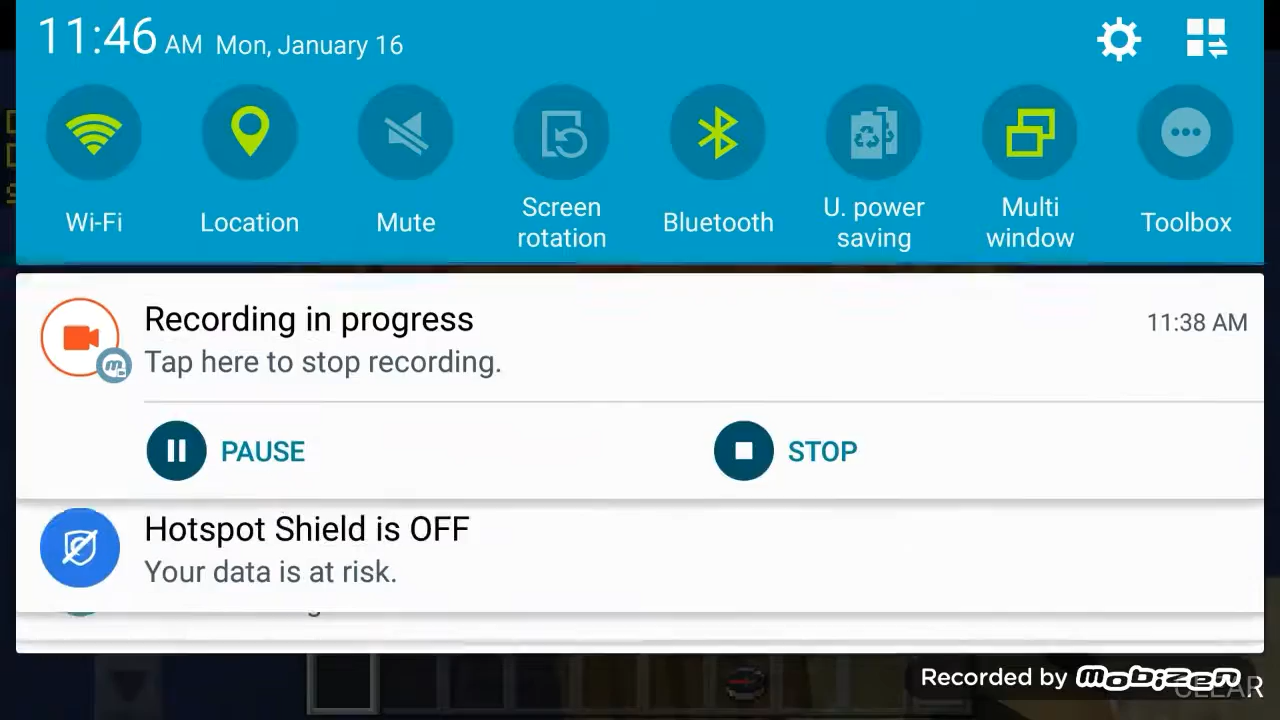 11:46 AM Mon, January 16
Wi-Fi
Location
Mute
Screen
rotation
Bluetooth
U. power
saving
Multi
window
Toolbox
Recording in progress
11:38 AM
Tap here to stop recording.
PAUSE
STOP
Hotspot Shield is OFF
Your data is at risk.
Recorded by mobizen
CLEAR